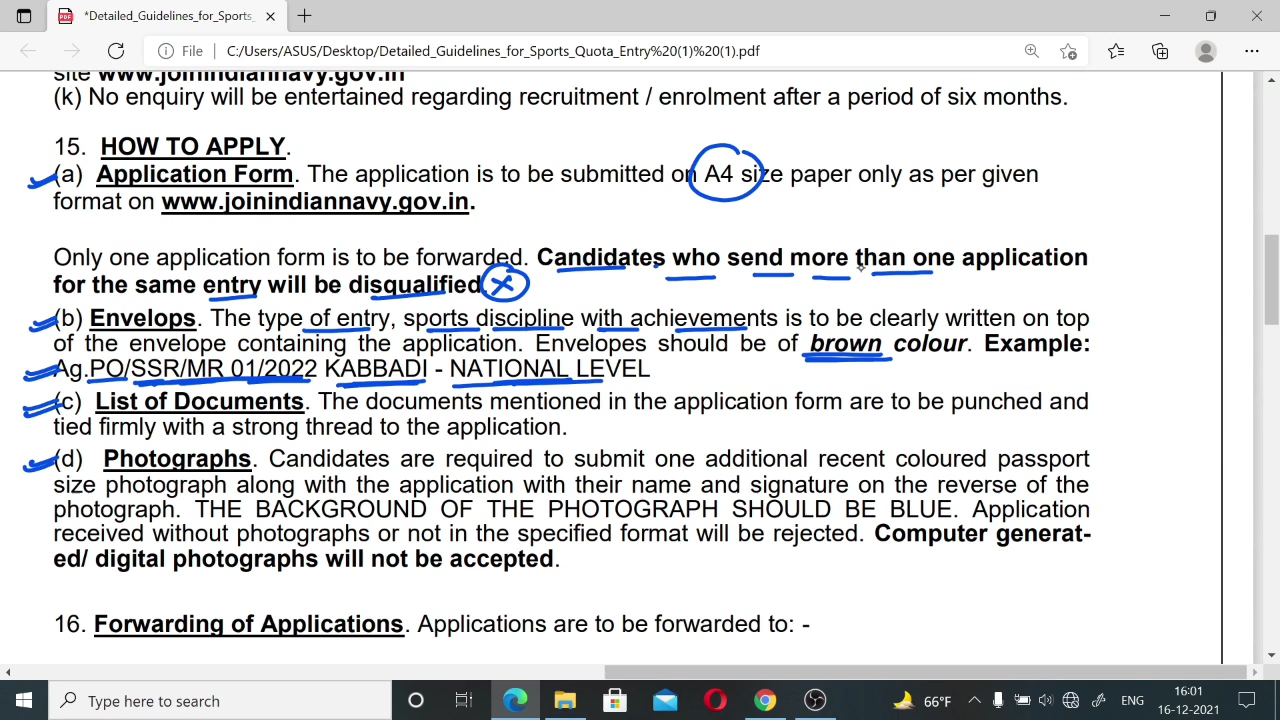 *Detailed_Guidelines_for_Sports_
File
C:/Users/ASUS/Desktop/Detailed_Guidelines_for_Sports_Quota_Entry%20(1)%20(1).pdf
site www.joinindiannavy.gov.in
(k) No enquiry will be entertained regarding recruitment / enrolment after a period of six months.
15. HOW TO APPLY.
(a) Application Form. The application is to be submitted on A4 size paper only as per given
format on www.joinindiannavy.gov.in.
Only one application form is to be forwarded. Candidates who send more than one application
for the same entry will be disqualified.
(b) Envelops. The type of entry, sports discipline with achievements is to be clearly written on top
of the envelope containing the application. Envelopes should be of brown colour. Example:
Ag.PO/SSR/MR 01/2022 KABBADI - NATIONAL LEVEL
(c) List of Documents. The documents mentioned in the application form are to be punched and
tied firmly with a strong thread to the application.
(d) Photographs. Candidates are required to submit one additional recent coloured passport
size photograph along with the application with their name and signature on the reverse of the
photograph. THE BACKGROUND OF THE PHOTOGRAPH SHOULD BE BLUE. Application
received without photographs or not in the specified format will be rejected. Computer generat-
ed/ digital photographs will not be accepted.
16. Forwarding of Applications. Applications are to be forwarded to: -
Type here to search
66°F
ENG
16:01
16-12-2021